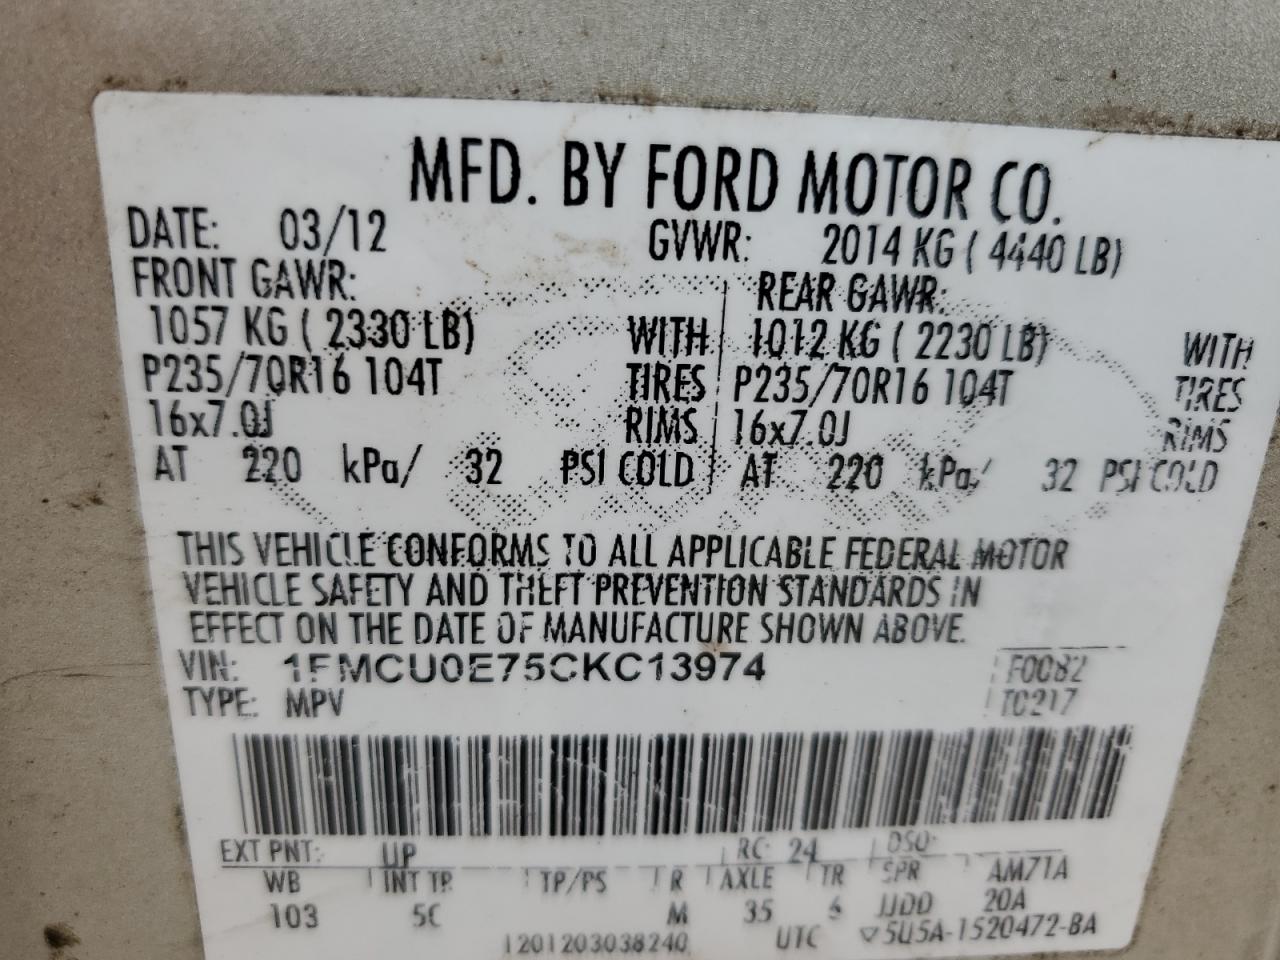 MFD. BY FORD MOTOR CO.
DATE: 03/12 GVWR: 2014 KG ( 4440 LB)
FRONT GAWR: REAR GAWR:
1057 KG ( 2330 LB) WITH 1012 KG ( 2230 LB) WITH
P235/70R16 104T TIRES P235/70R16 104T TIRES
16x7.0J RIMS 16x7.0J RIMS
AT 220 kPa/ 32 PSI COLD AT 220 kPa/ 32 PSI COLD
THIS VEHICLE CONFORMS TO ALL APPLICABLE FEDERAL MOTOR
VEHICLE SAFETY AND THEFT PREVENTION STANDARDS IN
EFFECT ON THE DATE OF MANUFACTURE SHOWN ABOVE.
VIN: 1FMCU0E75CKC13974 F0082
TYPE: MPV T0217
EXT PNT: UP RC: 24 DSO:
WB INT TR TP/PS R AXLE TR SPR AM71A
103 5C M 35 6 JJDD 20A
1201203038240 UTC ▽5U5A-1520472-BA